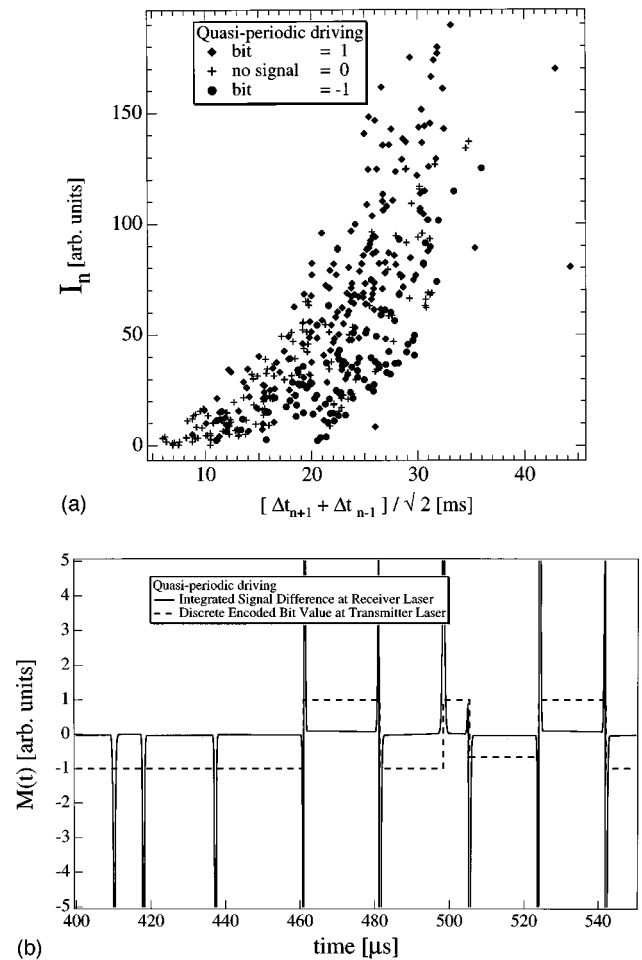 Quasi-periodic driving
bit = 1
no signal = 0
bit = -1
150
100
50
0
I_n [arb. units]
10 20 30 40
(a) [ Δt_{n+1} + Δt_{n-1} ] / √2 [ms]
5
4
3
2
1
0
-1
-2
-3
-4
-5
M(t) [arb. units]
Quasi-periodic driving
Integrated Signal Difference at Receiver Laser
Discrete Encoded Bit Value at Transmitter Laser
400 420 440 460 480 500 520 540
(b) time [μs]